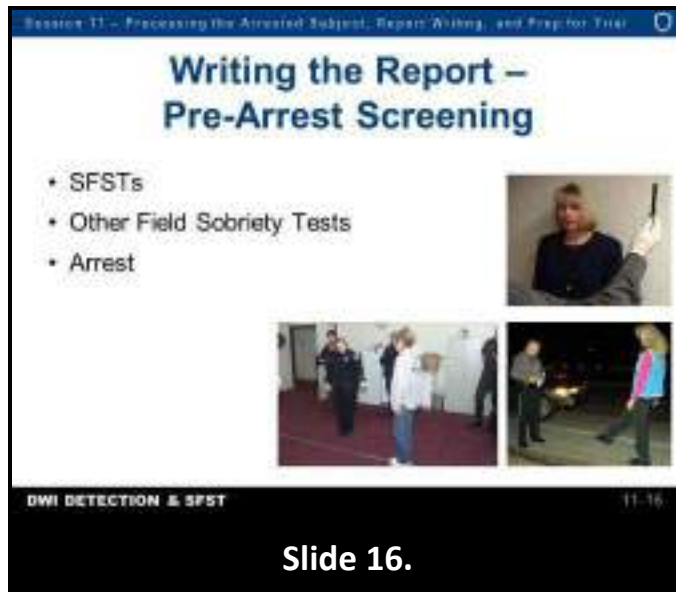 Session 11 – Processing the Arrested Subject, Report Writing, and Prep for Trial
Writing the Report –
Pre-Arrest Screening
• SFSTs
• Other Field Sobriety Tests
• Arrest
DWI DETECTION & SFST
11-16
Slide 16.